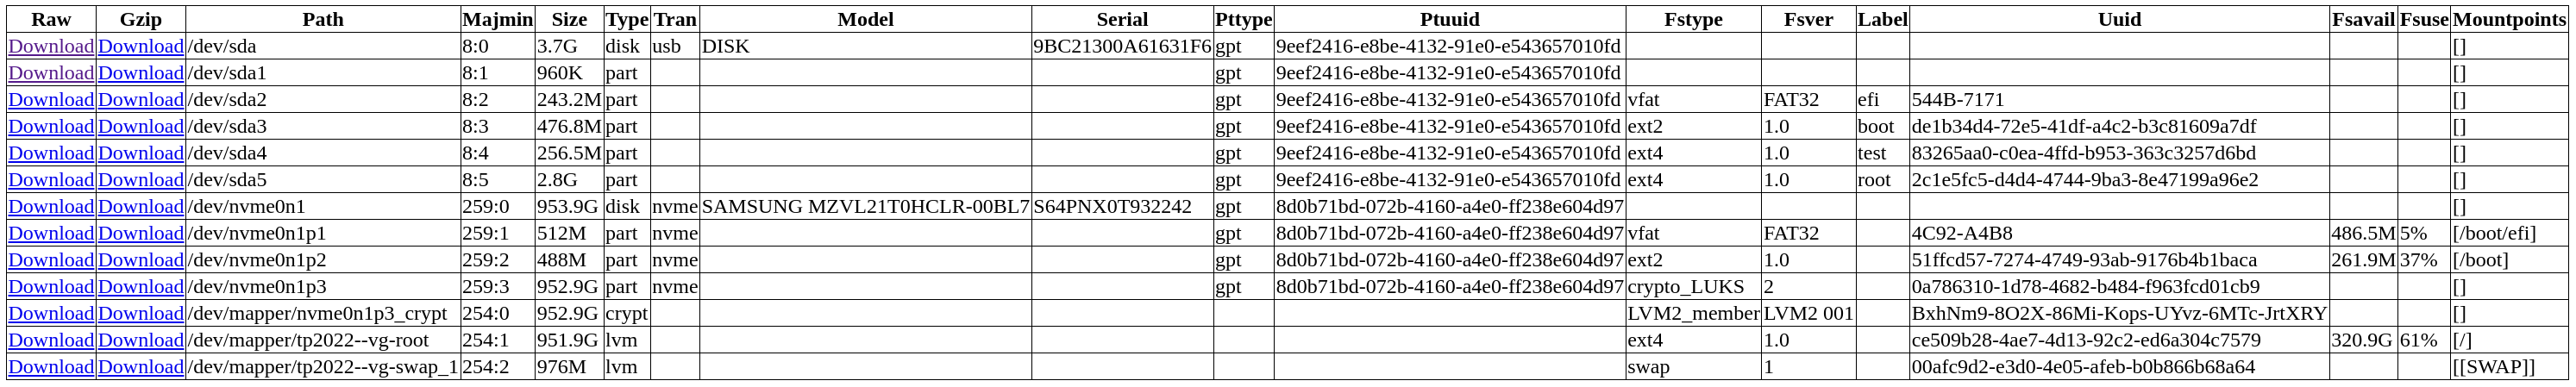 Raw Gzip Path Majmin Size Type Tran Model Serial Pttype Ptuuid Fstype Fsver Label Uuid Fsavail Fsuse Mountpoints
Download Download /dev/sda 8:0 3.7G disk usb DISK 9BC21300A61631F6 gpt 9eef2416-e8be-4132-91e0-e543657010fd []
Download Download /dev/sda1 8:1 960K part gpt 9eef2416-e8be-4132-91e0-e543657010fd []
Download Download /dev/sda2 8:2 243.2M part gpt 9eef2416-e8be-4132-91e0-e543657010fd vfat FAT32 efi 544B-7171 []
Download Download /dev/sda3 8:3 476.8M part gpt 9eef2416-e8be-4132-91e0-e543657010fd ext2 1.0 boot de1b34d4-72e5-41df-a4c2-b3c81609a7df []
Download Download /dev/sda4 8:4 256.5M part gpt 9eef2416-e8be-4132-91e0-e543657010fd ext4 1.0 test 83265aa0-c0ea-4ffd-b953-363c3257d6bd []
Download Download /dev/sda5 8:5 2.8G part gpt 9eef2416-e8be-4132-91e0-e543657010fd ext4 1.0 root 2c1e5fc5-d4d4-4744-9ba3-8e47199a96e2 []
Download Download /dev/nvme0n1 259:0 953.9G disk nvme SAMSUNG MZVL21T0HCLR-00BL7 S64PNX0T932242 gpt 8d0b71bd-072b-4160-a4e0-ff238e604d97 []
Download Download /dev/nvme0n1p1 259:1 512M part nvme gpt 8d0b71bd-072b-4160-a4e0-ff238e604d97 vfat FAT32 4C92-A4B8 486.5M 5% [/boot/efi]
Download Download /dev/nvme0n1p2 259:2 488M part nvme gpt 8d0b71bd-072b-4160-a4e0-ff238e604d97 ext2 1.0 51ffcd57-7274-4749-93ab-9176b4b1baca 261.9M 37% [/boot]
Download Download /dev/nvme0n1p3 259:3 952.9G part nvme gpt 8d0b71bd-072b-4160-a4e0-ff238e604d97 crypto_LUKS 2 0a786310-1d78-4682-b484-f963fcd01cb9 []
Download Download /dev/mapper/nvme0n1p3_crypt 254:0 952.9G crypt LVM2_member LVM2 001 BxhNm9-8O2X-86Mi-Kops-UYvz-6MTc-JrtXRY []
Download Download /dev/mapper/tp2022--vg-root 254:1 951.9G lvm ext4 1.0 ce509b28-4ae7-4d13-92c2-ed6a304c7579 320.9G 61% [/]
Download Download /dev/mapper/tp2022--vg-swap_1 254:2 976M lvm swap 1 00afc9d2-e3d0-4e05-afeb-b0b866b68a64 [[SWAP]]